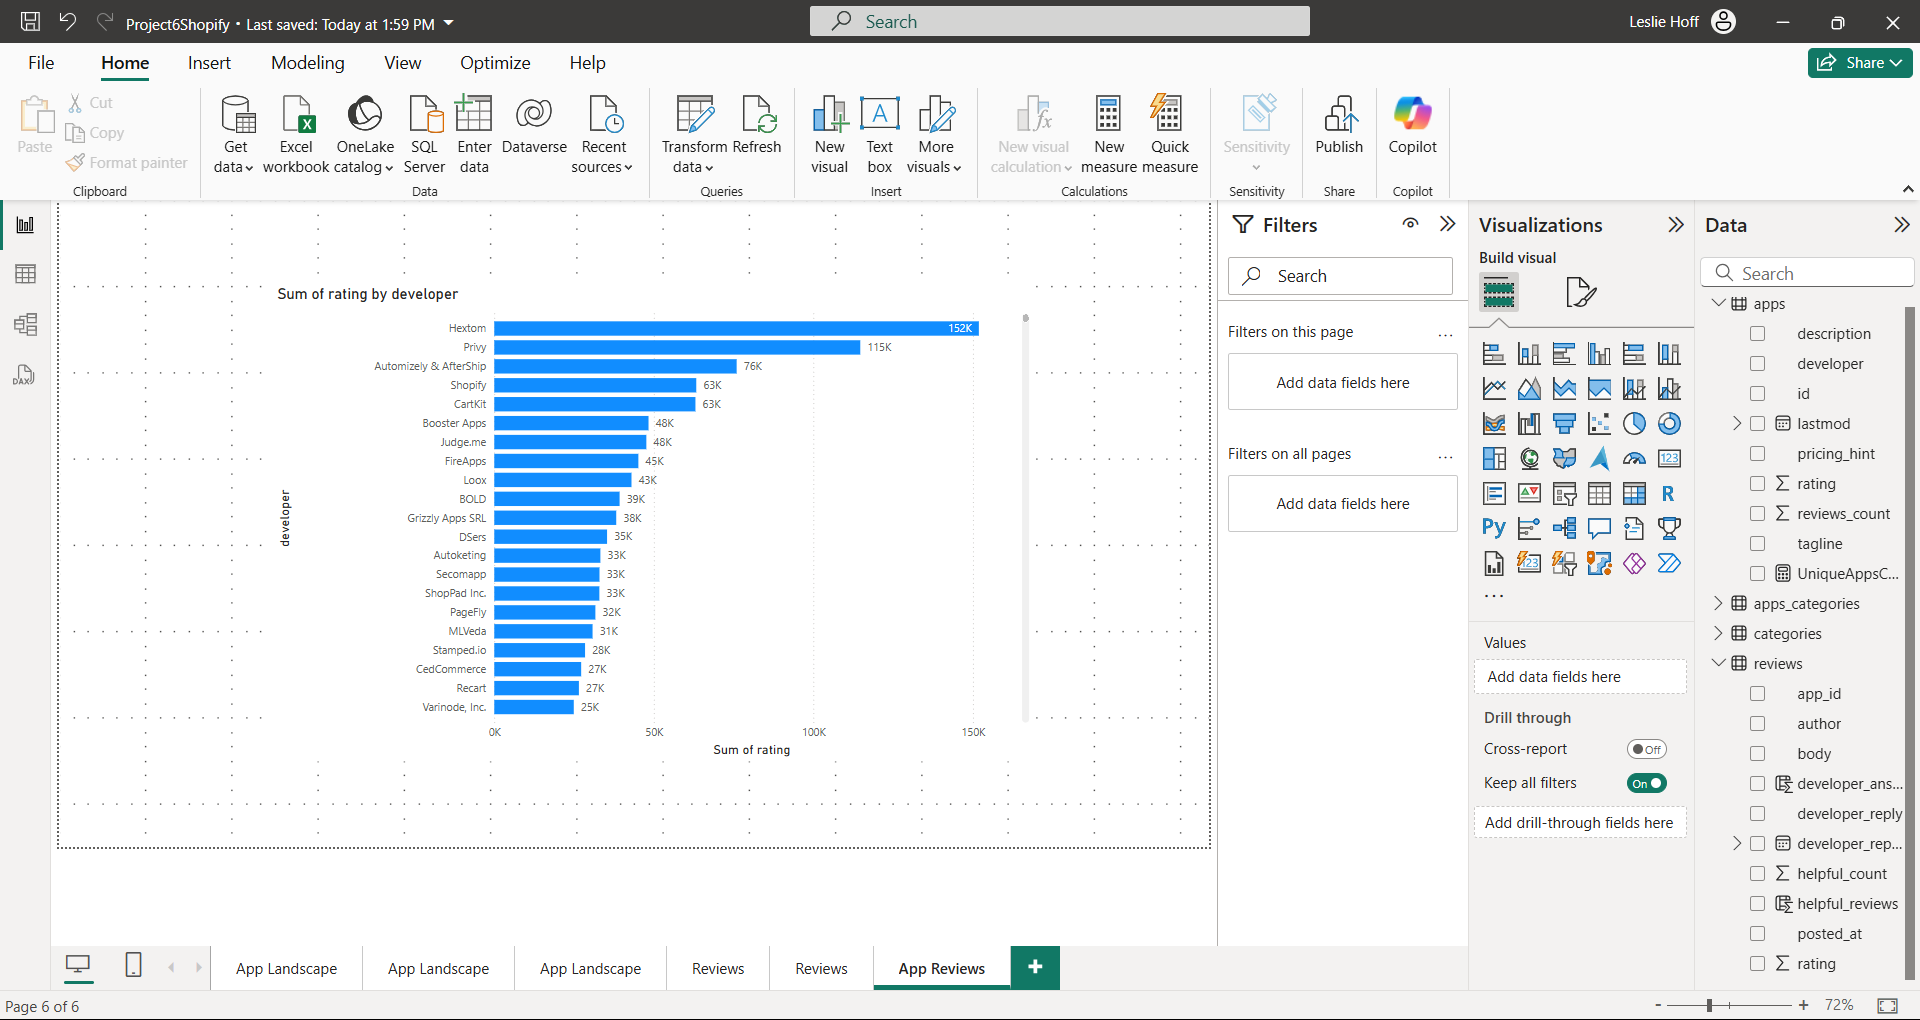 Project6Shopify • Last saved: Today at 1:59 PM
Search
Leslie Hoff
File
Home
Insert
Modeling
View
Optimize
Help
Share
Paste
Cut
Copy
Format painter
Clipboard
Get data
Excel workbook
OneLake catalog
SQL Server
Enter data
Dataverse
Recent sources
Data
Transform data
Refresh
Queries
New visual
A
Text box
More visuals
Insert
fx
New visual calculation
New measure
Quick measure
Calculations
Sensitivity
Sensitivity
Publish
Share
Copilot
Copilot
DAX
Sum of rating by developer
developer
Hextom 152K
Privy 115K
Automizely & AfterShip 76K
Shopify 63K
CartKit 63K
Booster Apps 48K
Judge.me 48K
FireApps 45K
Loox 43K
BOLD 39K
Grizzly Apps SRL 38K
DSers 35K
Autoketing 33K
Secomapp 33K
ShopPad Inc. 33K
PageFly 32K
MLVeda 31K
Stamped.io 28K
CedCommerce 27K
Recart 27K
Varinode, Inc. 25K
0K 50K 100K 150K
Sum of rating
Filters
Search
Filters on this page ...
Add data fields here
Filters on all pages ...
Add data fields here
Visualizations
Build visual
123
R
Py
123
...
Values
Add data fields here
Drill through
Cross-report Off
Keep all filters On
Add drill-through fields here
Data
Search
apps
description
developer
id
lastmod
pricing_hint
∑ rating
∑ reviews_count
tagline
UniqueAppsC...
apps_categories
categories
reviews
app_id
author
body
developer_ans...
developer_reply
developer_rep...
∑ helpful_count
helpful_reviews
posted_at
∑ rating
App Landscape
App Landscape
App Landscape
Reviews
Reviews
App Reviews
+
Page 6 of 6
- + 72%